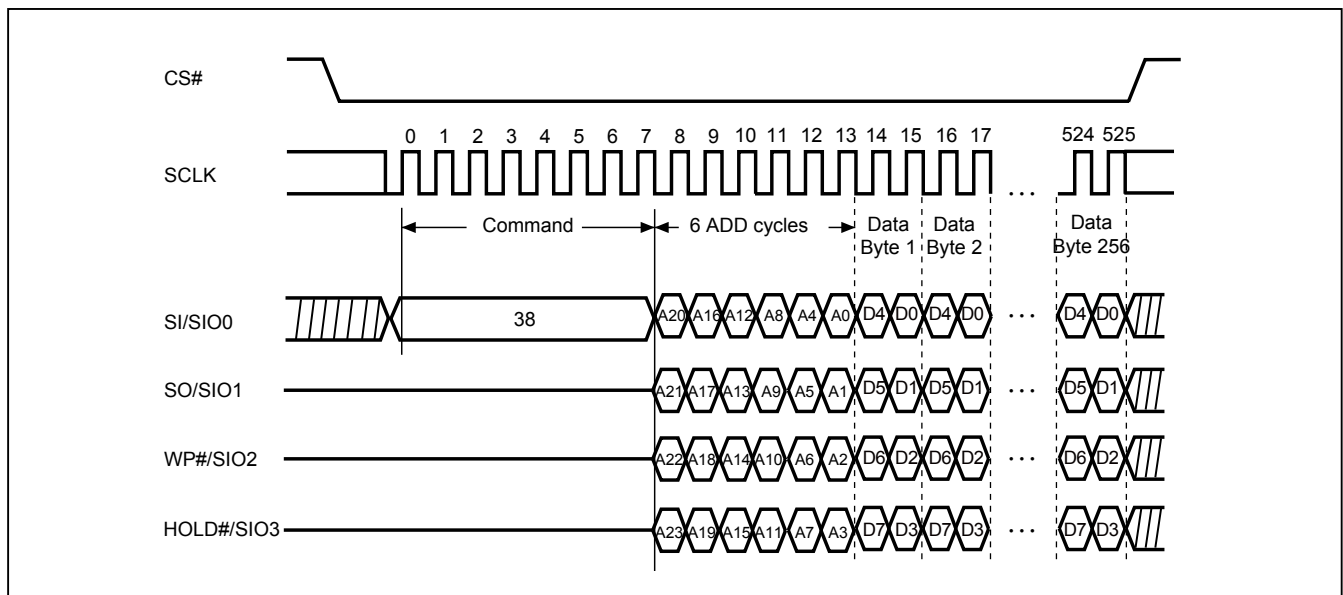 CS#
0 1 2 3 4 5 6 7 8 9 10 11 12 13 14 15 16 17 524 525
SCLK
...
Command 6 ADD cycles Data Data Data
Byte 1 Byte 2 Byte 256
SI/SIO0 38 A20 A16 A12 A8 A4 A0 D4 D0 D4 D0 ... D4 D0
SO/SIO1 A21 A17 A13 A9 A5 A1 D5 D1 D5 D1 ... D5 D1
WP#/SIO2 A22 A18 A14 A10 A6 A2 D6 D2 D6 D2 ... D6 D2
HOLD#/SIO3 A23 A19 A15 A11 A7 A3 D7 D3 D7 D3 ... D7 D3